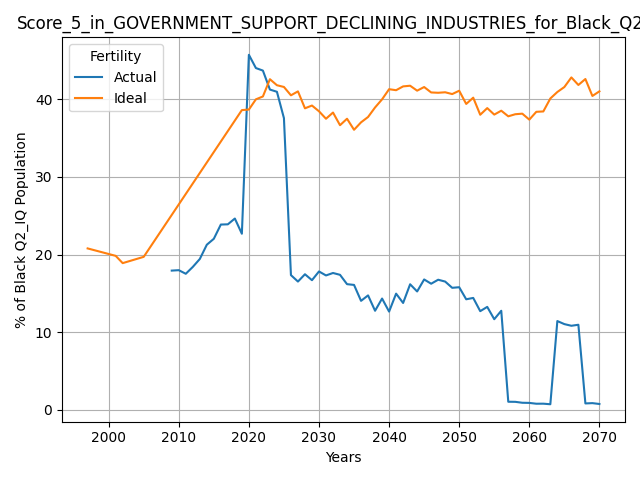 Score_5_in_GOVERNMENT_SUPPORT_DECLINING_INDUSTRIES_for_Black_Q2
Fertility
Actual
Ideal
% of Black Q2_IQ Population
40
30
20
10
0
2000 2010 2020 2030 2040 2050 2060 2070
Years